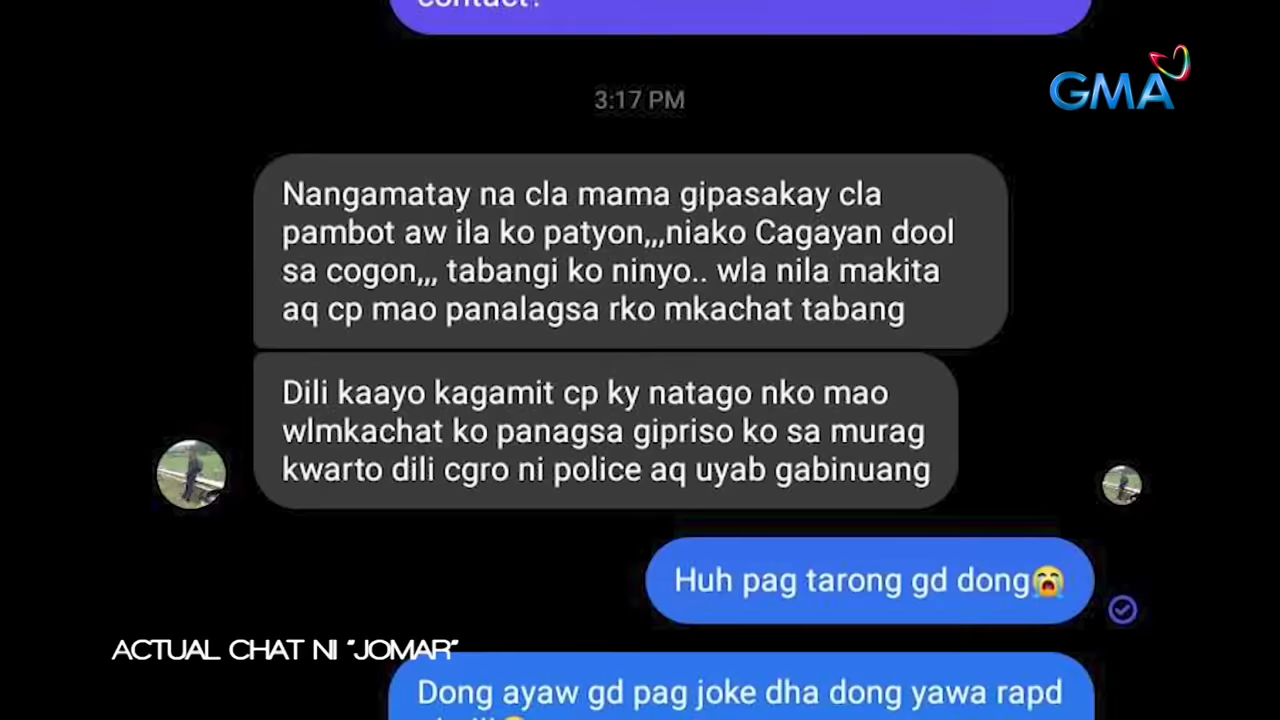 contact?
GMA
3:17 PM
Nangamatay na cla mama gipasakay cla
pambot aw ila ko patyon,,,niako Cagayan dool
sa cogon,,, tabangi ko ninyo.. wla nila makita
aq cp mao panalagsa rko mkachat tabang
Dili kaayo kagamit cp ky natago nko mao
wlmkachat ko panagsa gipriso ko sa murag
kwarto dili cgro ni police aq uyab gabinuang
Huh pag tarong gd dong😭
ACTUAL CHAT NI "JOMAR"
Dong ayaw gd pag joke dha dong yawa rapd